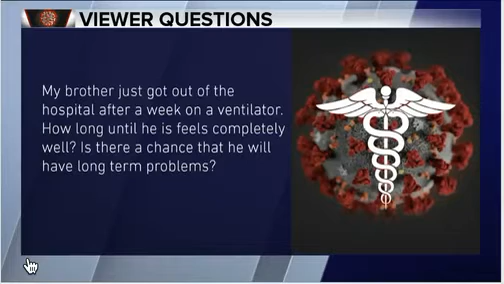 VIEWER QUESTIONS
My brother just got out of the
hospital after a week on a ventilator.
How long until he is feels completely
well? Is there a chance that he will
have long term problems?